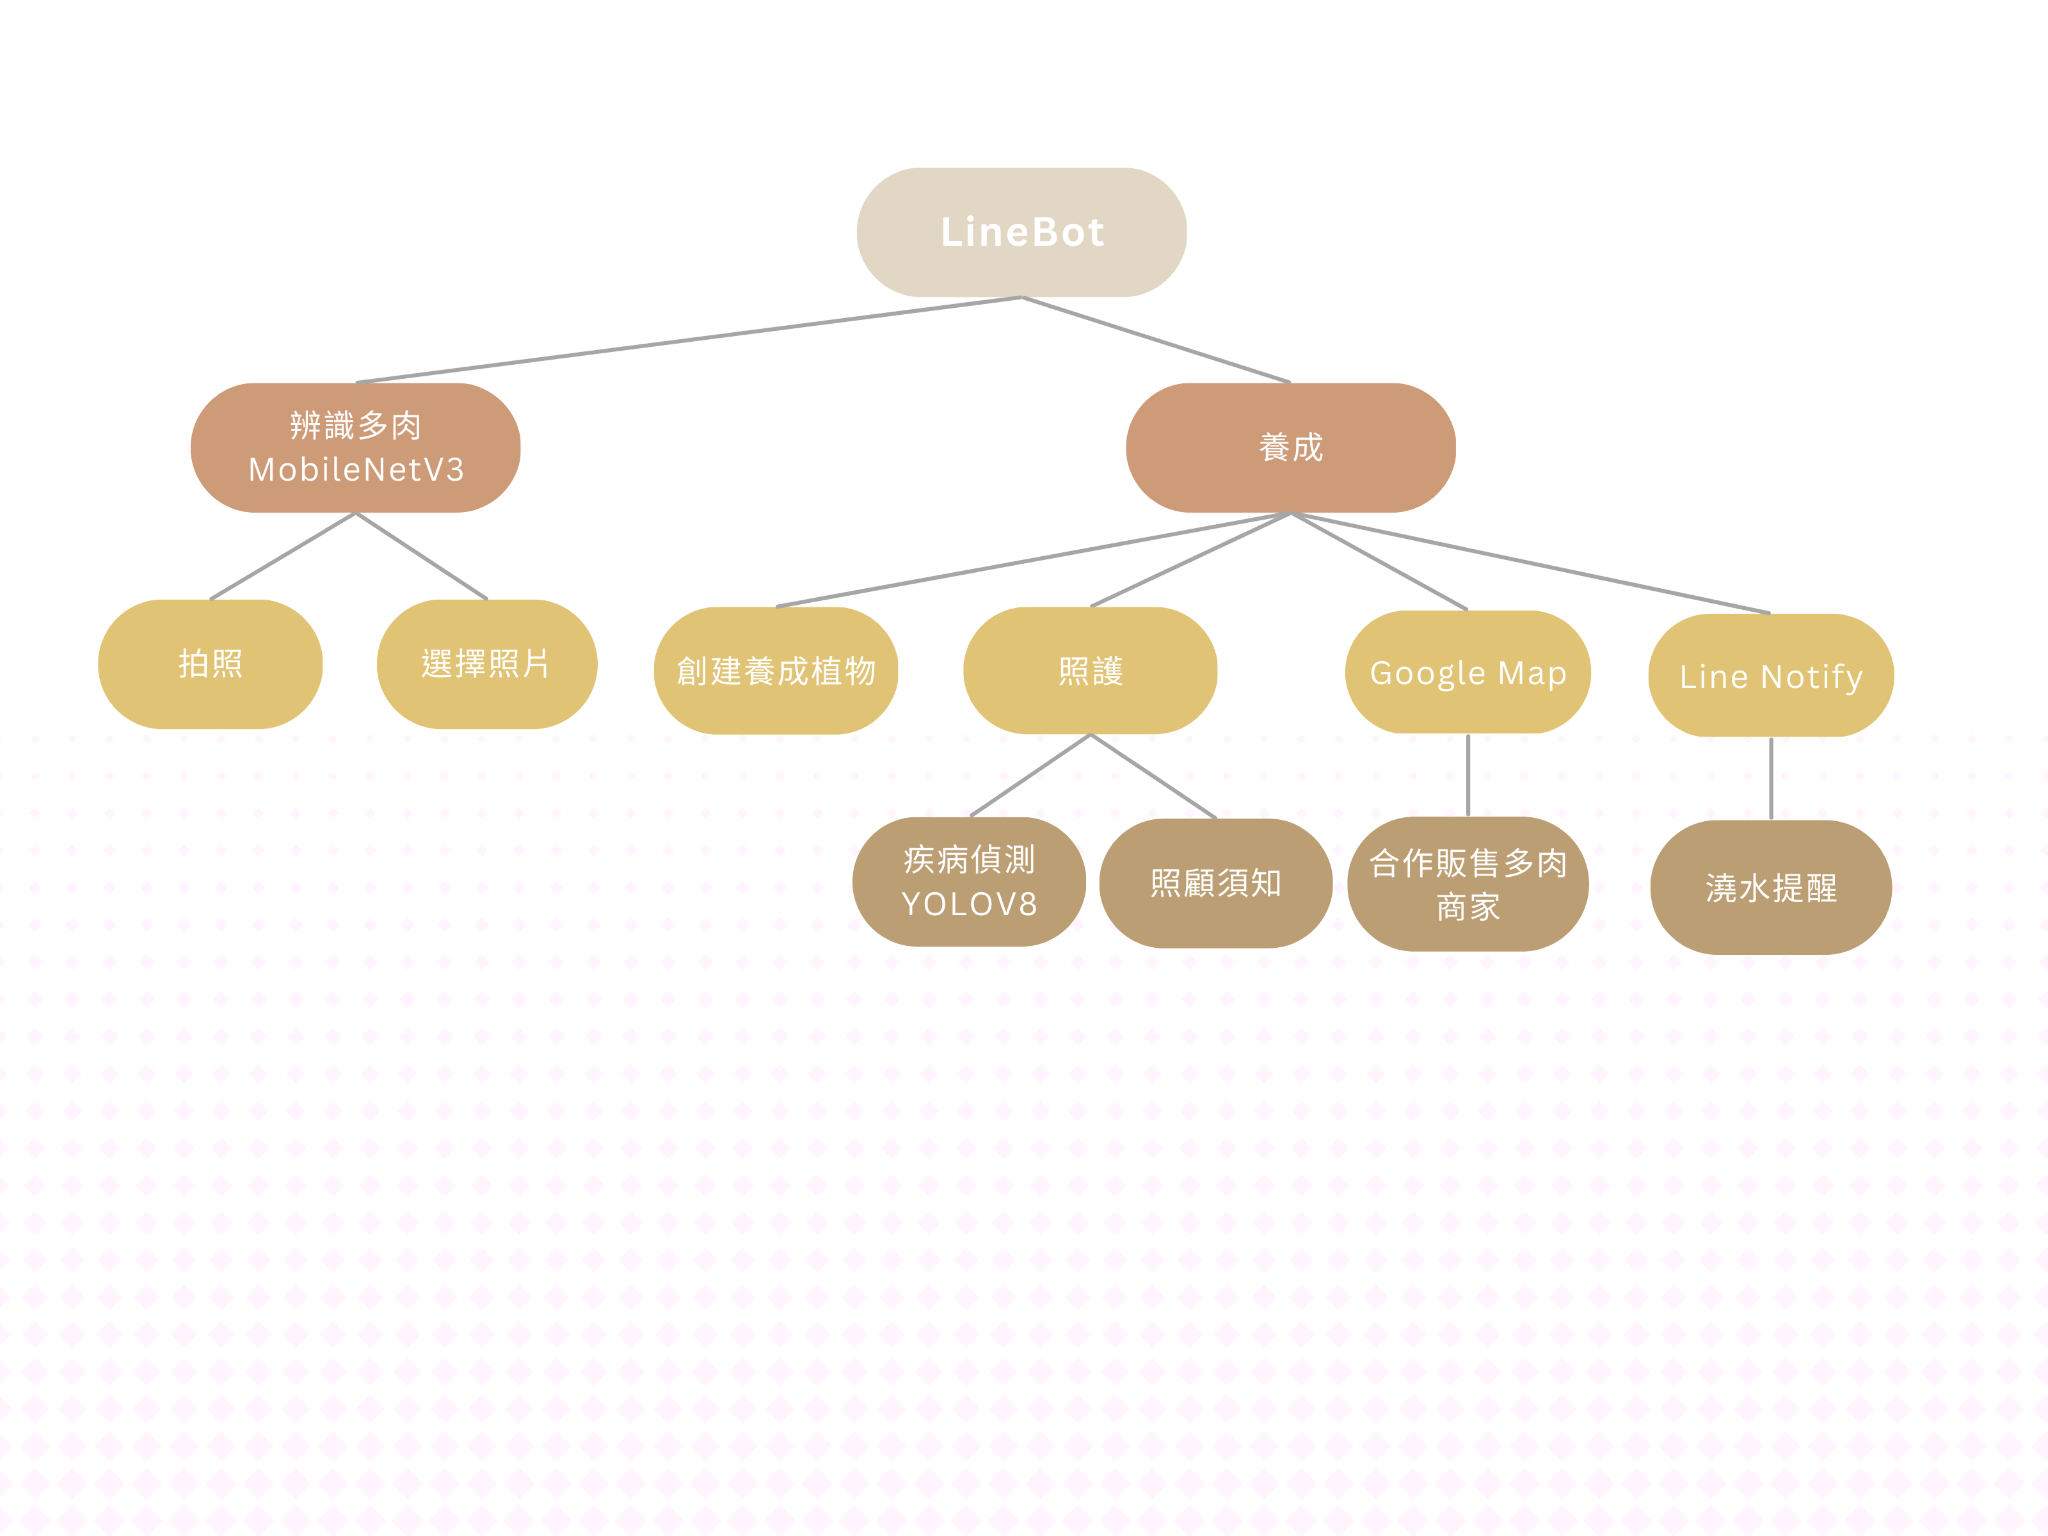 LineBot
辨識多肉
MobileNetV3
養成
拍照
選擇照片
創建養成植物
照護
Google Map
Line Notify
疾病偵測
YOLOV8
照顧須知
合作販售多肉
商家
澆水提醒